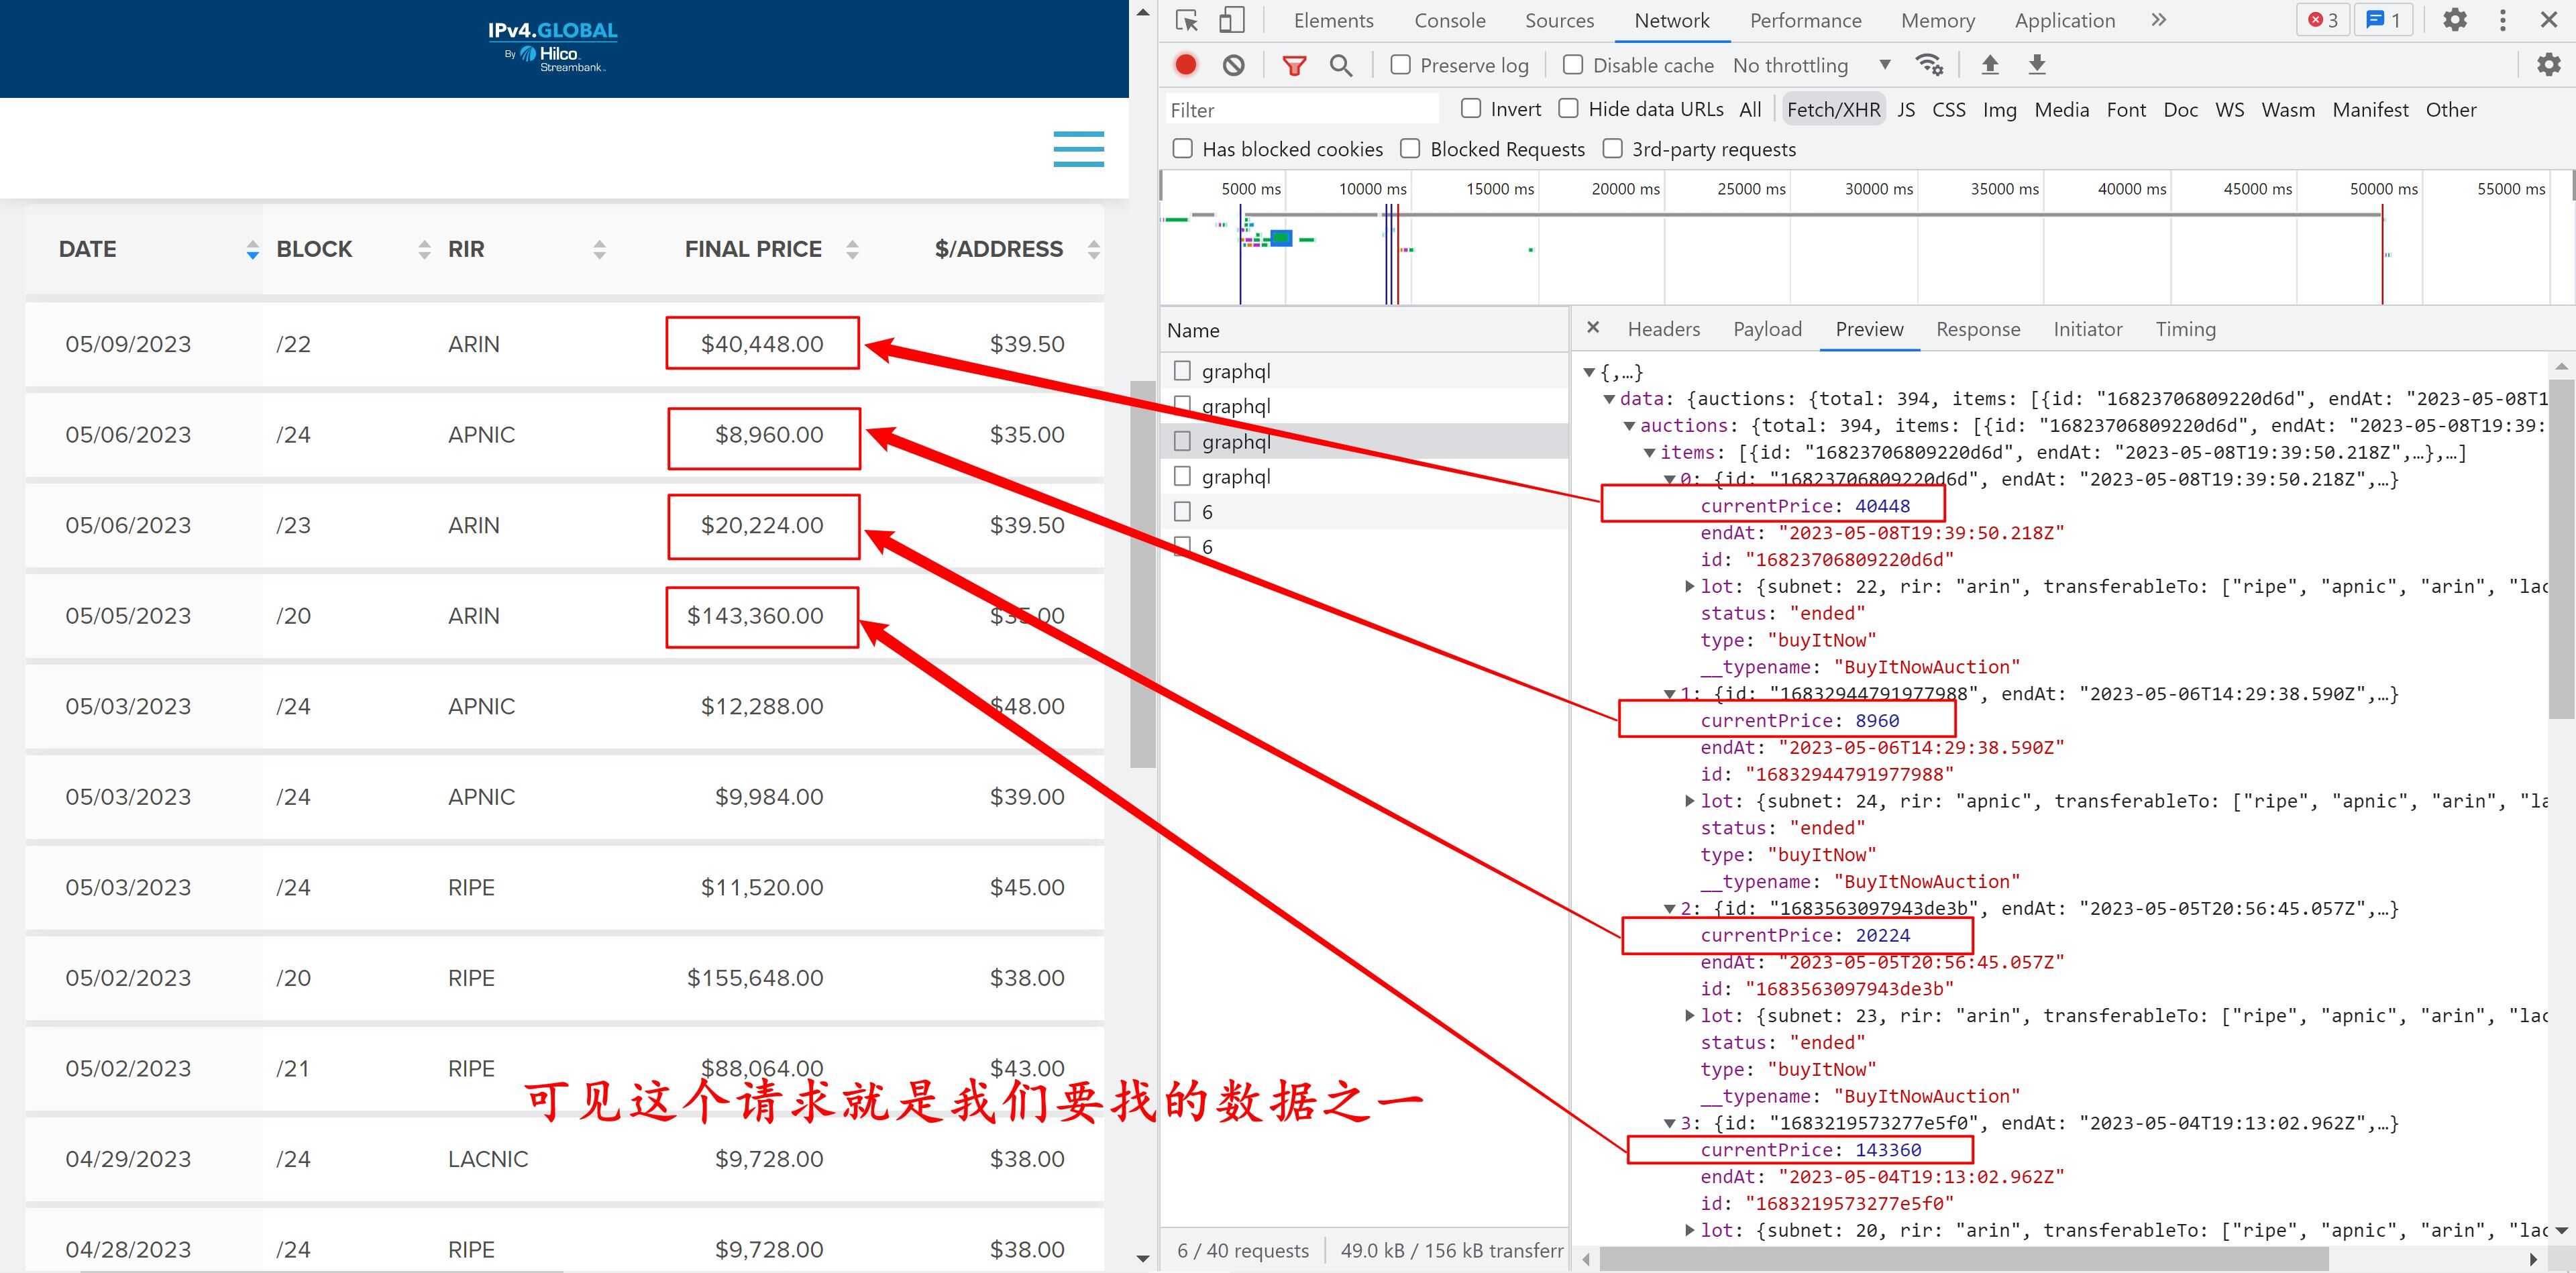 IPv4.GLOBAL
By Hilco
Streambank
DATE BLOCK RIR FINAL PRICE $/ADDRESS
05/09/2023 /22 ARIN $40,448.00 $39.50
05/06/2023 /24 APNIC $8,960.00 $35.00
05/06/2023 /23 ARIN $20,224.00 $39.50
05/05/2023 /20 ARIN $143,360.00 $35.00
05/03/2023 /24 APNIC $12,288.00 $48.00
05/03/2023 /24 APNIC $9,984.00 $39.00
05/03/2023 /24 RIPE $11,520.00 $45.00
05/02/2023 /20 RIPE $155,648.00 $38.00
05/02/2023 /21 RIPE $88,064.00 $43.00
可见这个请求就是我们要找的数据之一
04/29/2023 /24 LACNIC $9,728.00 $38.00
04/28/2023 /24 RIPE $9,728.00 $38.00
Elements Console Sources Network Performance Memory Application » 3 1
Preserve log Disable cache No throttling
Filter Invert Hide data URLs All Fetch/XHR JS CSS Img Media Font Doc WS Wasm Manifest Other
Has blocked cookies Blocked Requests 3rd-party requests
5000 ms 10000 ms 15000 ms 20000 ms 25000 ms 30000 ms 35000 ms 40000 ms 45000 ms 50000 ms 55000 ms
Name
graphql
graphql
graphql
graphql
6
6
6 / 40 requests 49.0 kB / 156 kB transferr
Headers Payload Preview Response Initiator Timing
{,…}
data: {auctions: {total: 394, items: [{id: "16823706809220d6d", endAt: "2023-05-08T1
auctions: {total: 394, items: [{id: "16823706809220d6d", endAt: "2023-05-08T19:39:
items: [{id: "16823706809220d6d", endAt: "2023-05-08T19:39:50.218Z",…},…]
0: {id: "16823706809220d6d", endAt: "2023-05-08T19:39:50.218Z",…}
currentPrice: 40448
endAt: "2023-05-08T19:39:50.218Z"
id: "16823706809220d6d"
lot: {subnet: 22, rir: "arin", transferableTo: ["ripe", "apnic", "arin", "lac
status: "ended"
type: "buyItNow"
__typename: "BuyItNowAuction"
1: {id: "16832944791977988", endAt: "2023-05-06T14:29:38.590Z",…}
currentPrice: 8960
endAt: "2023-05-06T14:29:38.590Z"
id: "16832944791977988"
lot: {subnet: 24, rir: "apnic", transferableTo: ["ripe", "apnic", "arin", "la
status: "ended"
type: "buyItNow"
__typename: "BuyItNowAuction"
2: {id: "1683563097943de3b", endAt: "2023-05-05T20:56:45.057Z",…}
currentPrice: 20224
endAt: "2023-05-05T20:56:45.057Z"
id: "1683563097943de3b"
lot: {subnet: 23, rir: "arin", transferableTo: ["ripe", "apnic", "arin", "lac
status: "ended"
type: "buyItNow"
__typename: "BuyItNowAuction"
3: {id: "1683219573277e5f0", endAt: "2023-05-04T19:13:02.962Z",…}
currentPrice: 143360
endAt: "2023-05-04T19:13:02.962Z"
id: "1683219573277e5f0"
lot: {subnet: 20, rir: "arin", transferableTo: ["ripe", "apnic", "arin", "lac